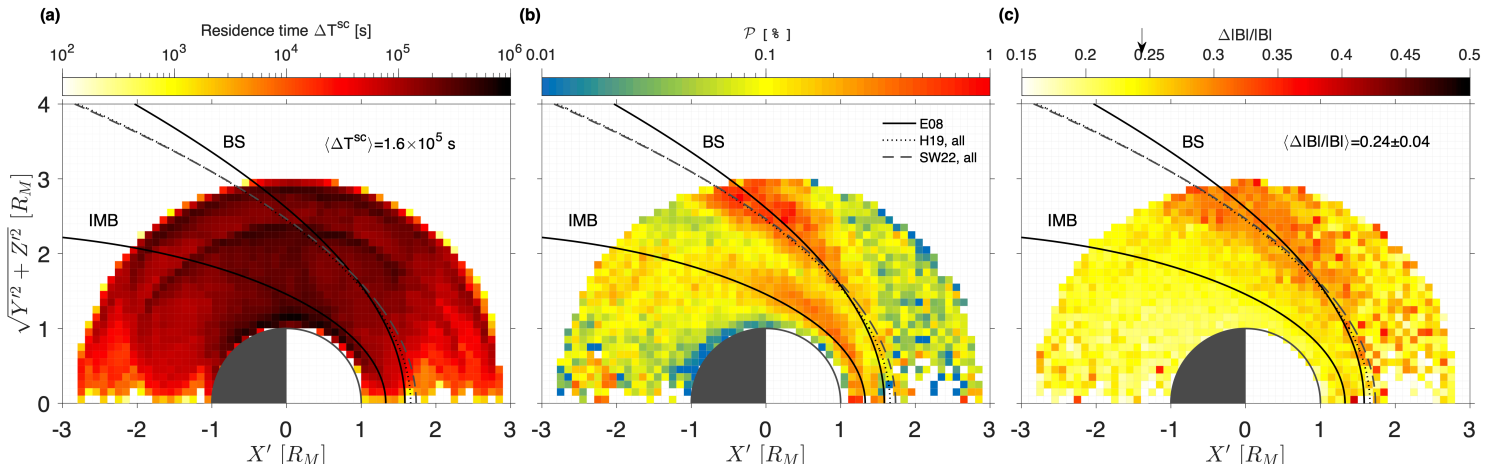 (a)
Residence time ΔT^sc [s]
10^2 10^3 10^4 10^5 10^6
BS
⟨ΔT^sc⟩=1.6×10^5 s
IMB
√Y′^2 + Z′^2 [R_M]
4
3
2
1
0
-3 -2 -1 0 1 2 3
X′ [R_M]
(b)
𝒫 [ % ]
0.01 0.1 1
BS
E08
H19, all
SW22, all
IMB
-3 -2 -1 0 1 2 3
X′ [R_M]
(c)
Δ|B|/|B|
0.15 0.2 0.25 0.3 0.35 0.4 0.45 0.5
BS
⟨Δ|B|/|B|⟩=0.24±0.04
IMB
-3 -2 -1 0 1 2 3
X′ [R_M]